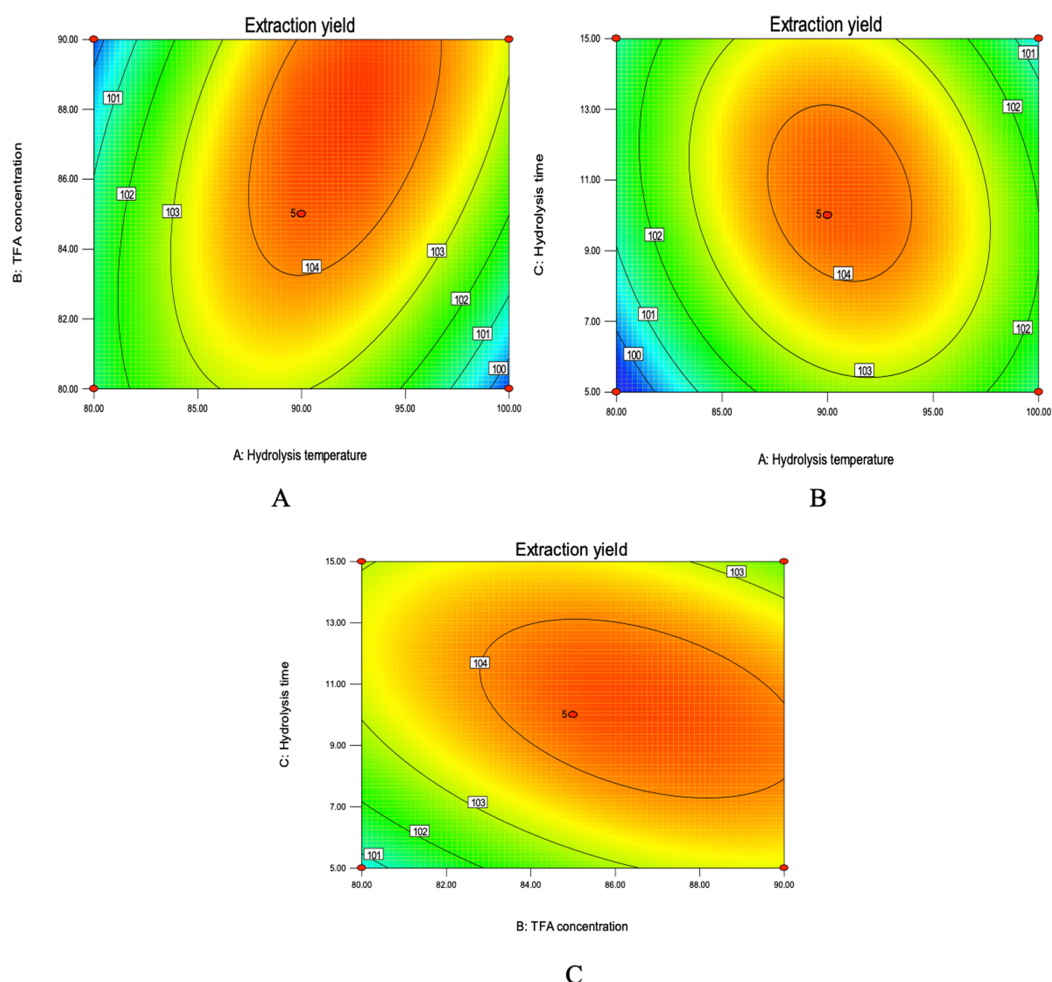 Extraction yield
90.00
88.00
86.00
84.00
82.00
80.00
B: TFA concentration
101
102
103
5
104
103
102
101
100
80.00 85.00 90.00 95.00 100.00
A: Hydrolysis temperature
A
Extraction yield
15.00
13.00
11.00
9.00
7.00
5.00
C: Hydrolysis time
101
102
102
5
104
101
102
100
103
80.00 85.00 90.00 95.00 100.00
A: Hydrolysis temperature
B
Extraction yield
15.00
13.00
11.00
9.00
7.00
5.00
C: Hydrolysis time
103
104
5
103
102
101
80.00 82.00 84.00 86.00 88.00 90.00
B: TFA concentration
C